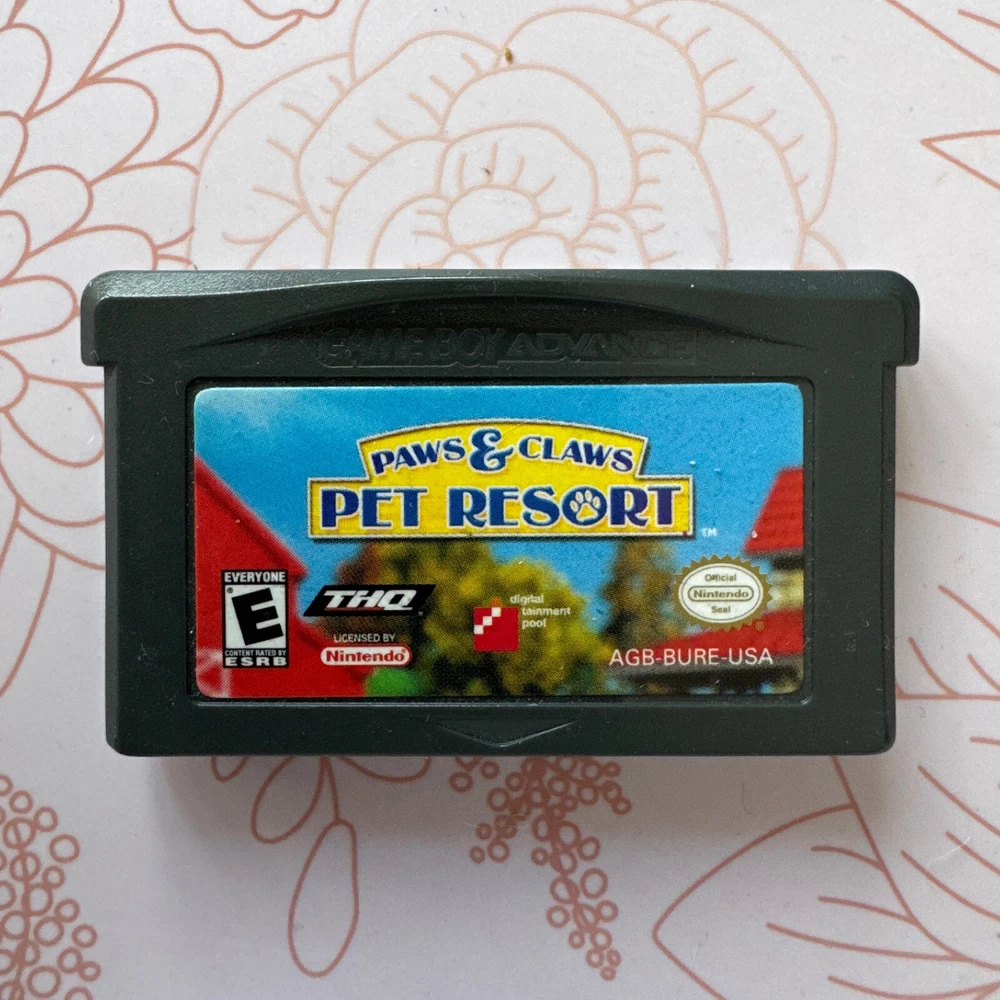 GAME BOY ADVANCE
PAWS & CLAWS
PET RESORT
TM
EVERYONE
E
CONTENT RATED BY
ESRB
THQ
LICENSED BY
Nintendo
digital
tainment
pool
Official
Nintendo
Seal
®
AGB-BURE-USA